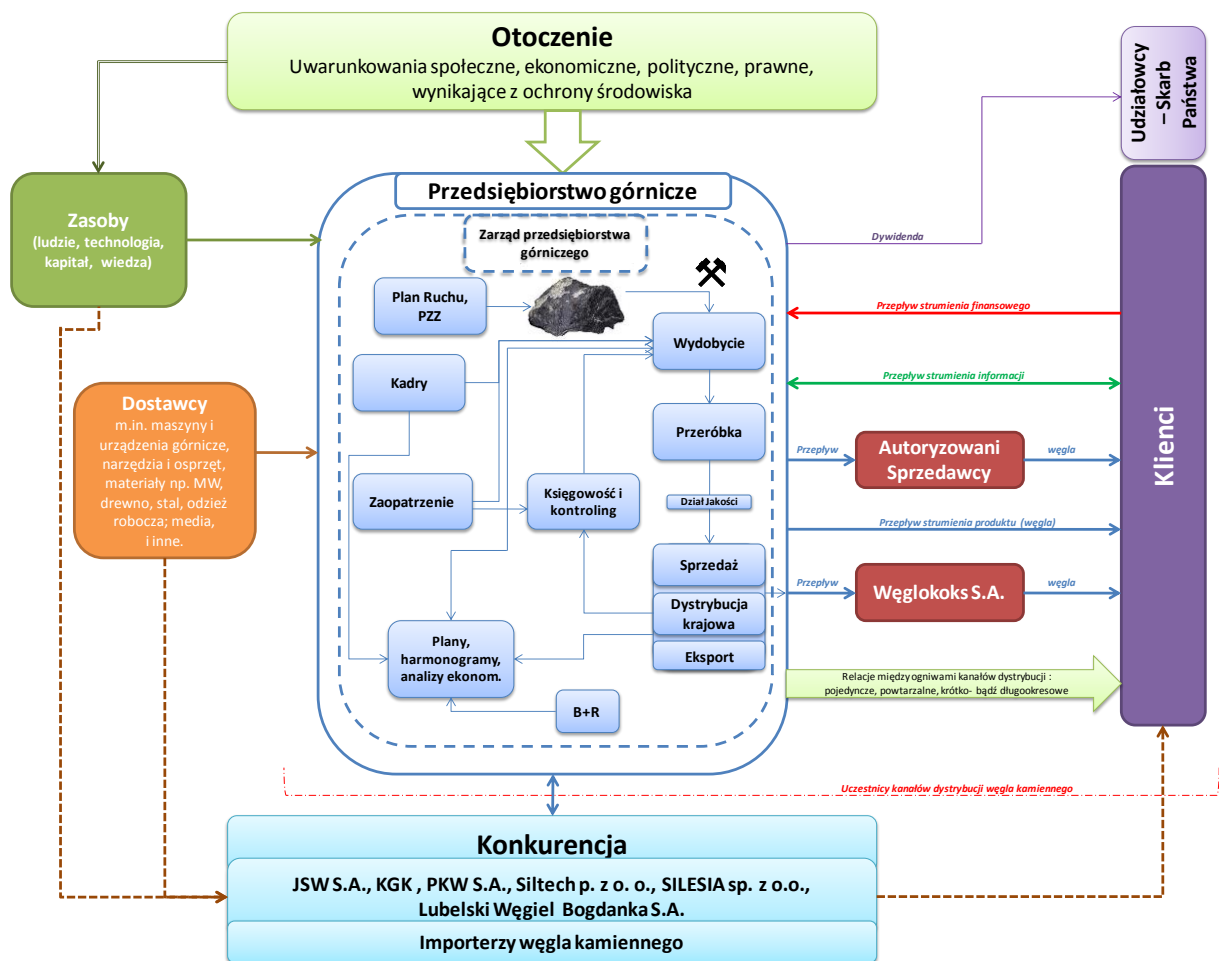 Otoczenie
Uwarunkowania społeczne, ekonomiczne, polityczne, prawne,
wynikające z ochrony środowiska
Udziałowcy
– Skarb
Państwa
Zasoby
(ludzie, technologia,
kapitał, wiedza)
Przedsiębiorstwo górnicze
Zarząd przedsiębiorstwa
górniczego
Plan Ruchu,
PZZ
Wydobycie
Kadry
Przeróbka
Zaopatrzenie
Księgowość i
kontroling
Dział Jakości
Sprzedaż
Dystrybucja
krajowa
Eksport
Plany,
harmonogramy,
analizy ekonom.
B+R
Dostawcy
m.in. maszyny i
urządzenia górnicze,
narzędzia i osprzęt,
materiały np. MW,
drewno, stal, odzież
robocza; media,
i inne.
Dywidenda
Przepływ strumienia finansowego
Przepływ strumienia informacji
Przepływ
Autoryzowani
Sprzedawcy
węgla
Przepływ strumienia produktu (węgla)
Przepływ
Węglokoks S.A.
węgla
Relacje między ogniwami kanałów dystrybucji :
pojedyncze, powtarzalne, krótko- bądź długookresowe
Klienci
Uczestnicy kanałów dystrybucji węgla kamiennego
Konkurencja
JSW S.A., KGK , PKW S.A., Siltech p. z o. o., SILESIA sp. z o.o.,
Lubelski Węgiel Bogdanka S.A.
Importerzy węgla kamiennego